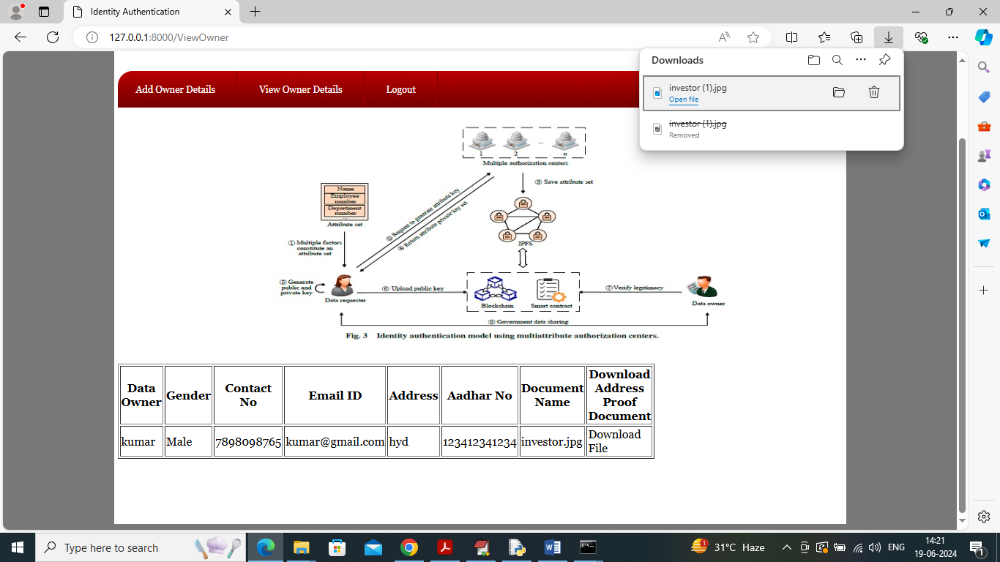 Identity Authentication
127.0.0.1:8000/ViewOwner
Downloads
investor (1).jpg
Open file
investor (1).jpg
Removed
Add Owner Details
View Owner Details
Logout
1
2
...
n
Multiple authorization centers
③ Save attribute set
Name
Employee
number
Department
number
...
Attribute set
② Request to generate attribute key
④ Return attribute private key set
IPFS
① Multiple factors
constitute an
attribute set
⑤ Generate
public and
private key
Data requester
⑥ Upload public key
Blockchain
Smart contract
⑦ Verify legitimacy
Data owner
⑧ Government data sharing
Fig. 3 Identity authentication model using multiattribute authorization centers.
Data Owner Gender Contact No Email ID Address Aadhar No Document Name Download Address Proof Document
kumar Male 7898098765 kumar@gmail.com hyd 123412341234 investor.jpg Download File
Type here to search
1
31°C Haze
ENG
14:21
19-06-2024
1